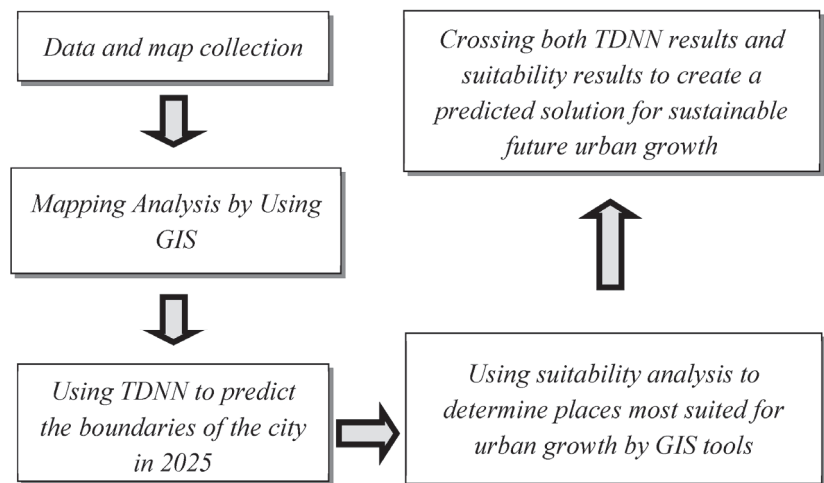 Data and map collection
Mapping Analysis by Using
GIS
Using TDNN to predict
the boundaries of the city
in 2025
Using suitability analysis to
determine places most suited for
urban growth by GIS tools
Crossing both TDNN results and
suitability results to create a
predicted solution for sustainable
future urban growth